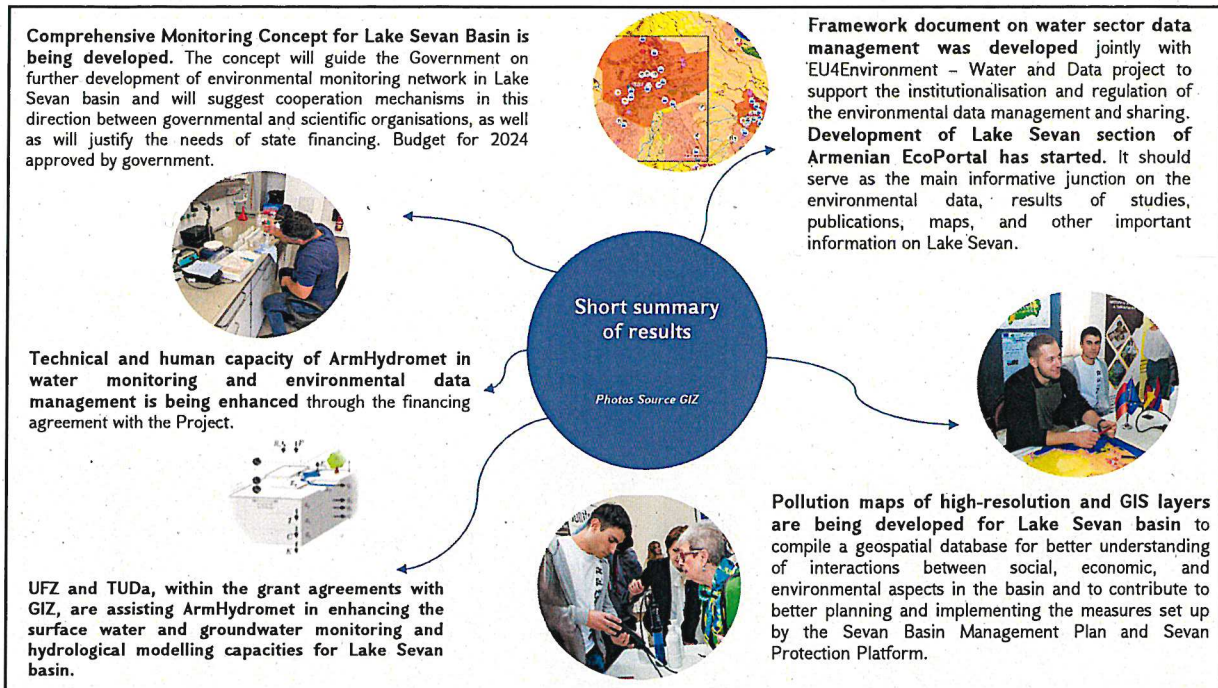 Comprehensive Monitoring Concept for Lake Sevan Basin is
being developed. The concept will guide the Government on
further development of environmental monitoring network in Lake
Sevan basin and will suggest cooperation mechanisms in this
direction between governmental and scientific organisations, as well
as will justify the needs of state financing. Budget for 2024
approved by government.
Framework document on water sector data
management was developed jointly with
EU4Environment – Water and Data project to
support the institutionalisation and regulation of
the environmental data management and sharing.
Development of Lake Sevan section of
Armenian EcoPortal has started. It should
serve as the main informative junction on the
environmental data, results of studies,
publications, maps, and other important
information on Lake Sevan.
Short summary
of results
Photos Source GIZ
Technical and human capacity of ArmHydromet in
water monitoring and environmental data
management is being enhanced through the financing
agreement with the Project.
UFZ and TUDa, within the grant agreements with
GIZ, are assisting ArmHydromet in enhancing the
surface water and groundwater monitoring and
hydrological modelling capacities for Lake Sevan
basin.
Pollution maps of high-resolution and GIS layers
are being developed for Lake Sevan basin to
compile a geospatial database for better understanding
of interactions between social, economic, and
environmental aspects in the basin and to contribute to
better planning and implementing the measures set up
by the Sevan Basin Management Plan and Sevan
Protection Platform.